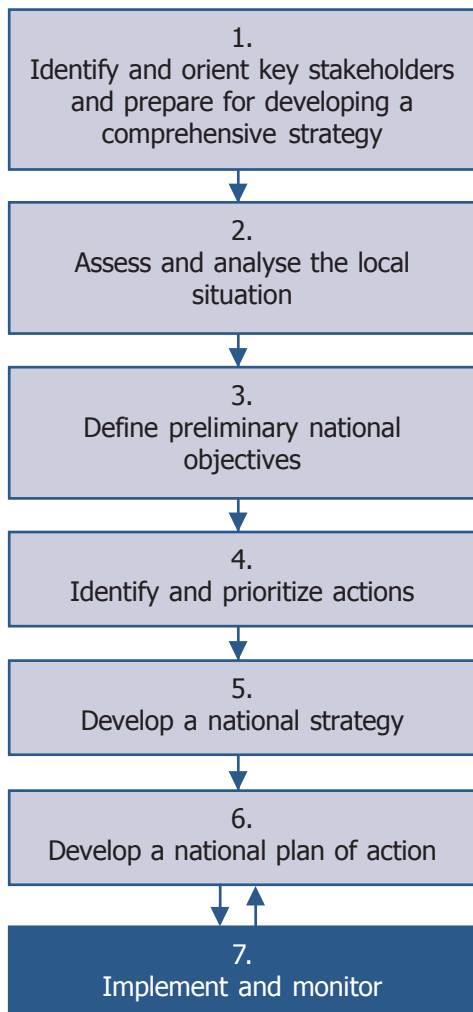 1.
Identify and orient key stakeholders
and prepare for developing a
comprehensive strategy
2.
Assess and analyse the local
situation
3.
Define preliminary national
objectives
4.
Identify and prioritize actions
5.
Develop a national strategy
6.
Develop a national plan of action
7.
Implement and monitor